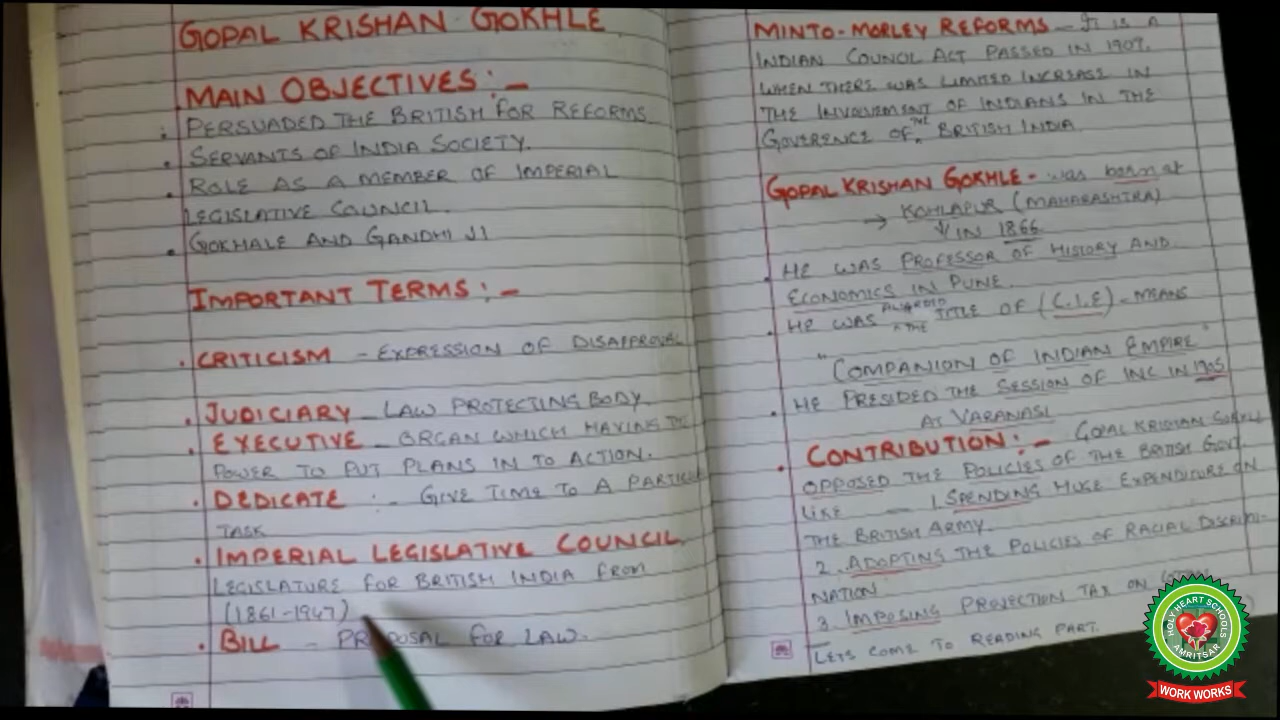 GOPAL KRISHAN GOKHLE
MAIN OBJECTIVES:-
PERSUADED THE BRITISH FOR REFORMS
SERVANTS OF INDIA SOCIETY.
ROLE AS A MEMBER OF IMPERIAL
LEGISLATIVE COUNCIL.
GOKHALE AND GANDHI JI
IMPORTANT TERMS:-
CRITICISM - EXPRESSION OF DISAPPROVAL
JUDICIARY - LAW PROTECTING BODY
EXECUTIVE - ORGAN WHICH HAVING
POWER TO PUT PLANS IN TO ACTION.
DEDICATE :- GIVE TIME TO A
TASK
IMPERIAL LEGISLATIVE COUNCIL
LEGISLATURE FOR BRITISH INDIA FROM
(1861-1947)
BILL - PROPOSAL FOR LAW.
MINTO-MORLEY REFORMS - It IS A
INDIAN COUNCIL ACT PASSED IN 1909.
WHEN THERE WAS LIMITED INCREASE IN
THE INVOLVEMENT OF INDIANS IN THE
GOVERENCE OF THE BRITISH INDIA
GOPAL KRISHAN GOKHLE - was born at
→ KOHLAPUR (MAHARASHTRA)
IN 1866
HE WAS PROFESSOR OF HISTORY AND
ECONOMICS IN PUNE.
HE WAS AWARDED THE TITLE OF (C.I.E) - MEANS
"COMPANION OF INDIAN EMPIRE"
HE PRESIDED THE SESSION OF INC IN 1905
AT VARANASI
CONTRIBUTION:- GOPAL KRISHAN
OPPOSED THE POLICIES OF THE BRITISH GOVT.
LIKE - 1. SPENDING HUGE EXPENDITURE ON
THE BRITISH ARMY.
2. ADOPTING THE POLICIES OF RACIAL DISCRIMI-
NATION
3. IMPOSING TAX ON
LETS COME TO READING PART.
HOLY HEART SCHOOLS
AMRITSAR
WORK WORKS